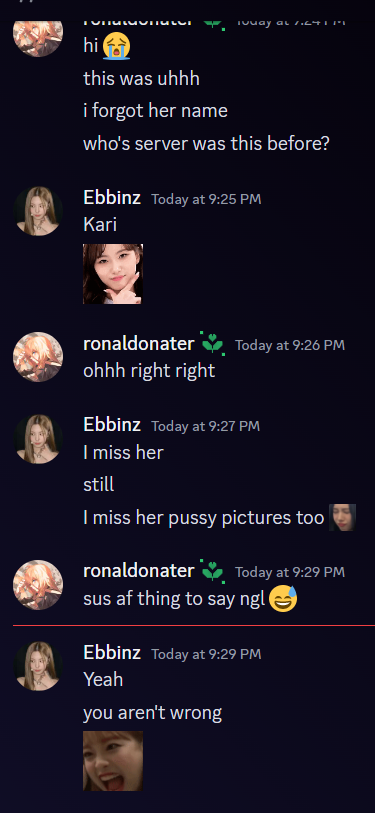 ronaldonater Today at 9:24 PM
hi 😭
this was uhhh
i forgot her name
who's server was this before?
Ebbinz Today at 9:25 PM
Kari
ronaldonater Today at 9:26 PM
ohhh right right
Ebbinz Today at 9:27 PM
I miss her
still
I miss her pussy pictures too
ronaldonater Today at 9:29 PM
sus af thing to say ngl 😅
Ebbinz Today at 9:29 PM
Yeah
you aren't wrong